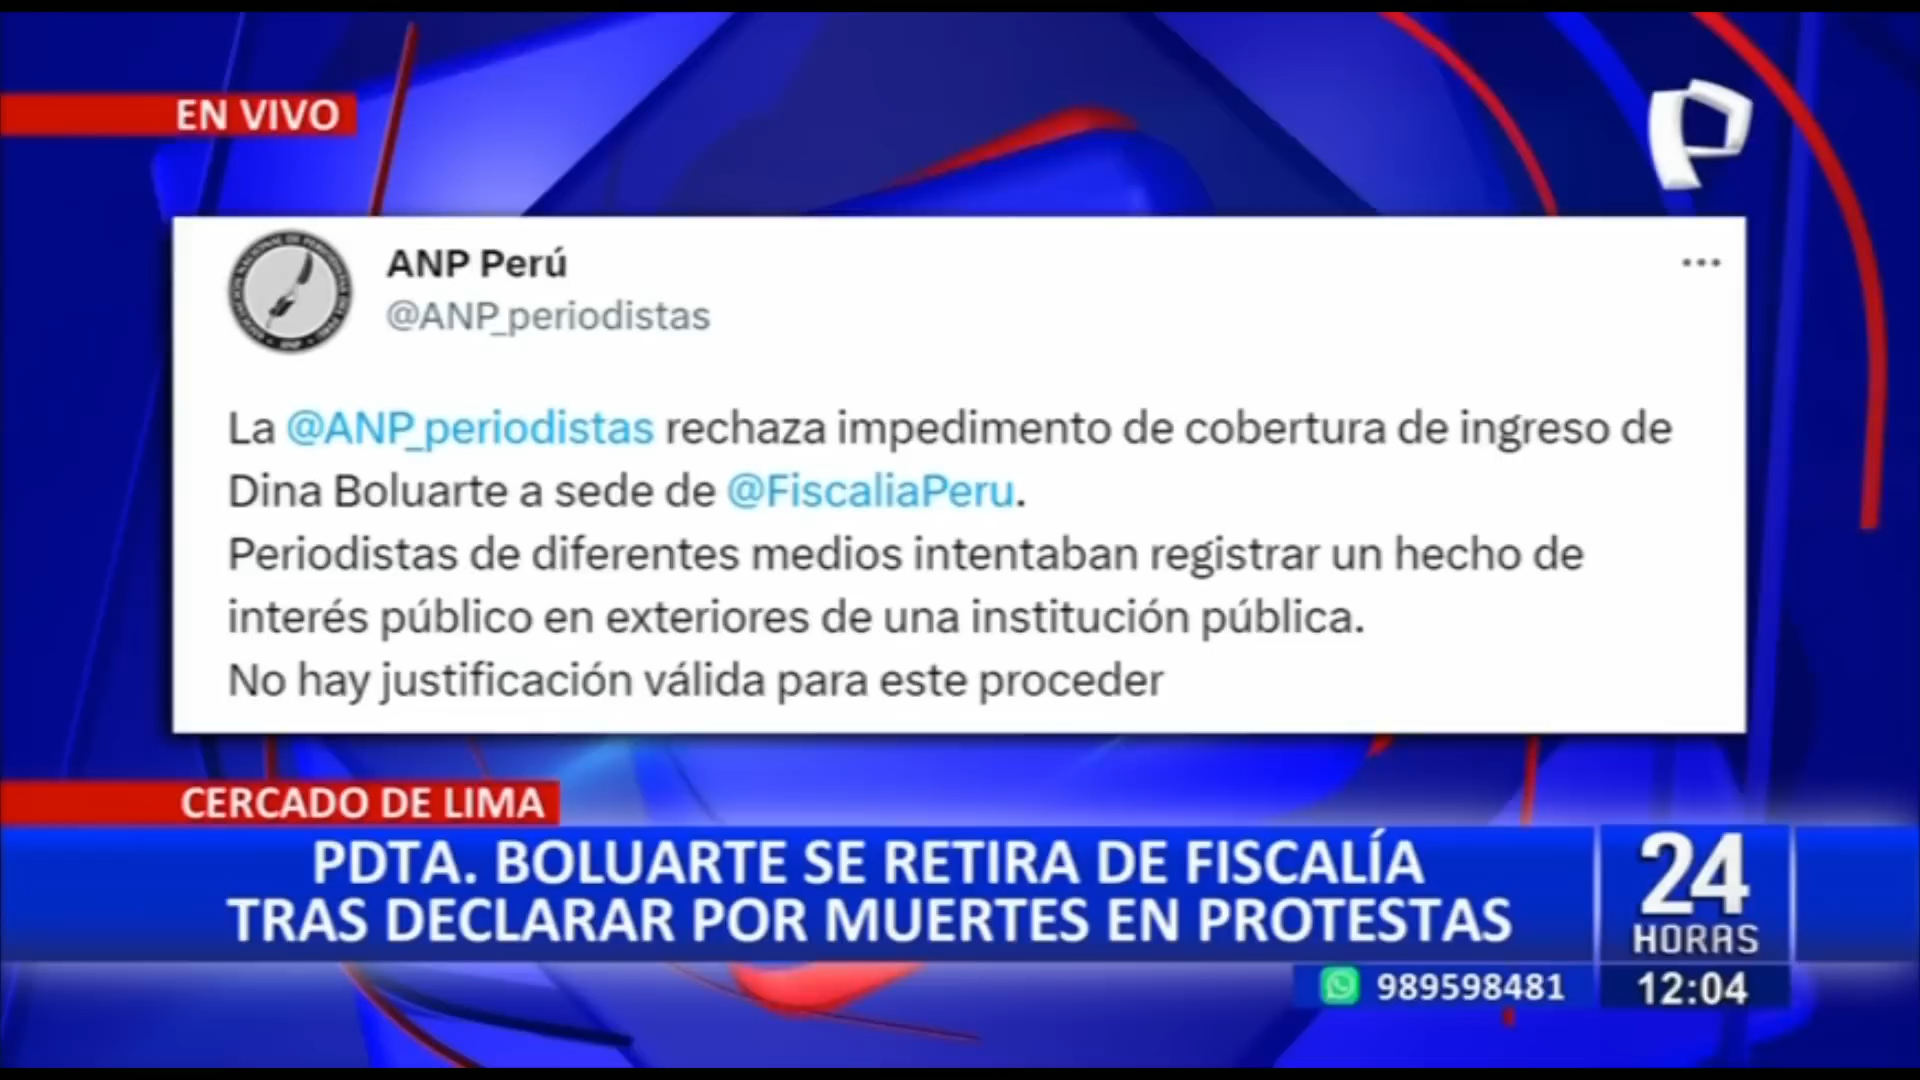 EN VIVO
ANP Perú
@ANP_periodistas
La @ANP_periodistas rechaza impedimento de cobertura de ingreso de
Dina Boluarte a sede de @FiscaliaPeru.
Periodistas de diferentes medios intentaban registrar un hecho de
interés público en exteriores de una institución pública.
No hay justificación válida para este proceder
CERCADO DE LIMA
PDTA. BOLUARTE SE RETIRA DE FISCALÍA
TRAS DECLARAR POR MUERTES EN PROTESTAS
24
HORAS
989598481
12:04